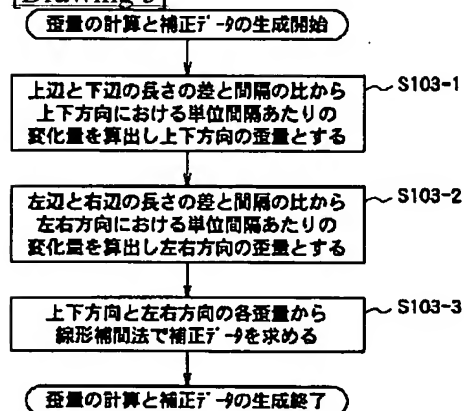 [Drawing 3]
歪量の計算と補正ﾃﾞｰﾀの生成開始
上辺と下辺の長さの差と間隔の比から
上下方向における単位間隔あたりの
変化量を算出し上下方向の歪量とする
S103-1
左辺と右辺の長さの差と間隔の比から
左右方向における単位間隔あたりの
変化量を算出し左右方向の歪量とする
S103-2
上下方向と左右方向の各歪量から
線形補間法で補正ﾃﾞｰﾀを求める
S103-3
歪量の計算と補正ﾃﾞｰﾀの生成終了